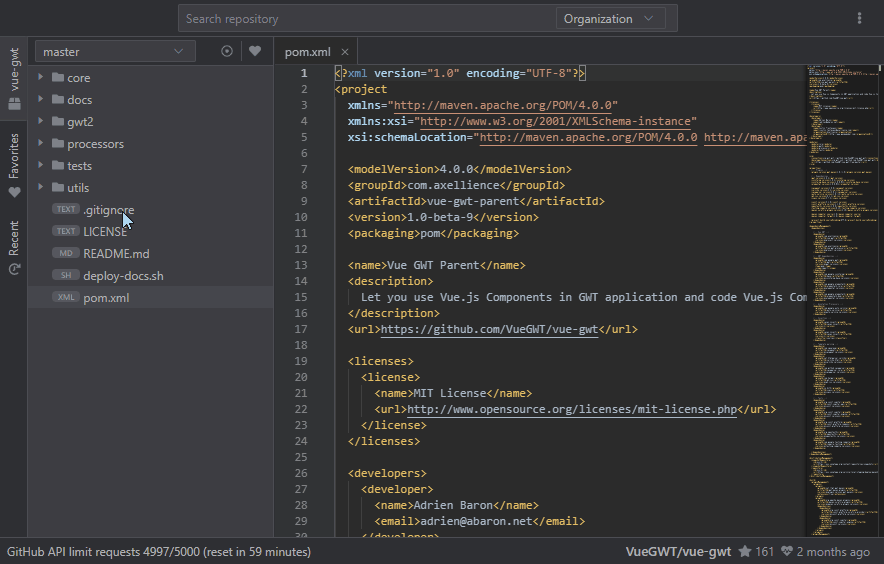 Search repository
Organization
vue-gwt
Favorites
Recent
master
core
docs
gwt2
processors
tests
utils
TEXT .gitignore
TEXT LICENSE
MD README.md
SH deploy-docs.sh
XML pom.xml
pom.xml ×
1 <?xml version="1.0" encoding="UTF-8"?>
2 <project
3 xmlns="http://maven.apache.org/POM/4.0.0"
4 xmlns:xsi="http://www.w3.org/2001/XMLSchema-instance"
5 xsi:schemaLocation="http://maven.apache.org/POM/4.0.0 http://maven.apa
6
7 <modelVersion>4.0.0</modelVersion>
8 <groupId>com.axellience</groupId>
9 <artifactId>vue-gwt-parent</artifactId>
10 <version>1.0-beta-9</version>
11 <packaging>pom</packaging>
12
13 <name>Vue GWT Parent</name>
14 <description>
15 Let you use Vue.js Components in GWT application and code Vue.js Com
16 </description>
17 <url>https://github.com/VueGWT/vue-gwt</url>
18
19 <licenses>
20 <license>
21 <name>MIT License</name>
22 <url>http://www.opensource.org/licenses/mit-license.php</url>
23 </license>
24 </licenses>
25
26 <developers>
27 <developer>
28 <name>Adrien Baron</name>
29 <email>adrien@abaron.net</email>
30 </developer>
GitHub API limit requests 4997/5000 (reset in 59 minutes)
VueGWT/vue-gwt 161 2 months ago